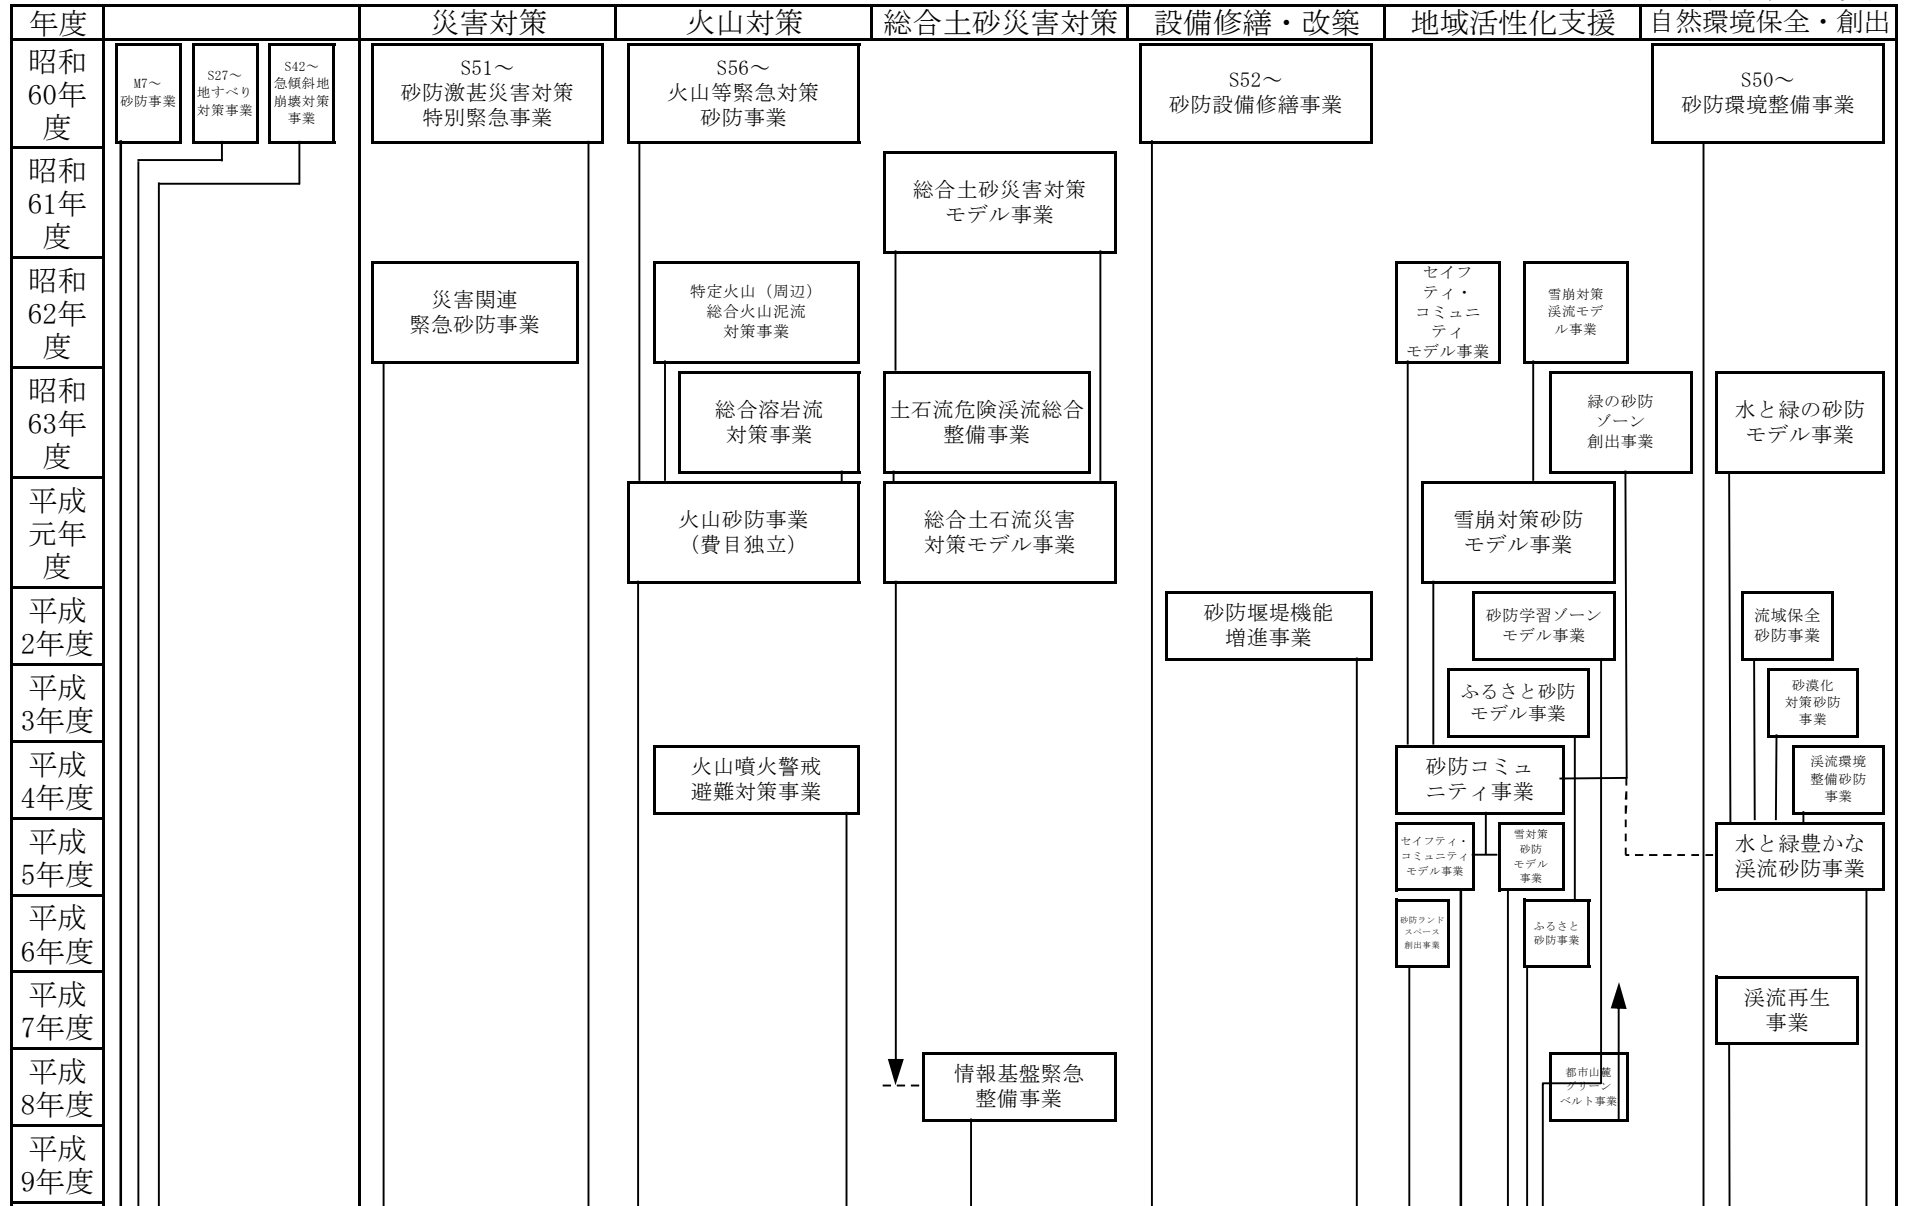 年度
災害対策
火山対策
総合土砂災害対策
設備修繕・改築
地域活性化支援
自然環境保全・創出
昭和
60年
度
M7～
砂防事業
S27～
地すべり
対策事業
S42～
急傾斜地
崩壊対策
事業
S51～
砂防激甚災害対策
特別緊急事業
S56～
火山等緊急対策
砂防事業
S52～
砂防設備修繕事業
S50～
砂防環境整備事業
昭和
61年
度
総合土砂災害対策
モデル事業
昭和
62年
度
災害関連
緊急砂防事業
特定火山（周辺）
総合火山泥流
対策事業
セイフ
ティ・
コミュニ
ティ
モデル事業
雪崩対策
渓流モデ
ル事業
昭和
63年
度
総合溶岩流
対策事業
土石流危険渓流総合
整備事業
緑の砂防
ゾーン
創出事業
水と緑の砂防
モデル事業
平成
元年
度
火山砂防事業
（費目独立）
総合土石流災害
対策モデル事業
雪崩対策砂防
モデル事業
平成
2年度
砂防堰堤機能
増進事業
砂防学習ゾーン
モデル事業
流域保全
砂防事業
平成
3年度
ふるさと砂防
モデル事業
砂漠化
対策砂防
事業
平成
4年度
火山噴火警戒
避難対策事業
砂防コミュ
ニティ事業
渓流環境
整備砂防
事業
平成
5年度
セイフティ・
コミュニティ
モデル事業
雪対策
砂防
モデル
事業
水と緑豊かな
渓流砂防事業
平成
6年度
砂防ランド
スペース
創出事業
ふるさと
砂防事業
平成
7年度
渓流再生
事業
平成
8年度
情報基盤緊急
整備事業
都市山麓
グリーン
ベルト事業
平成
9年度